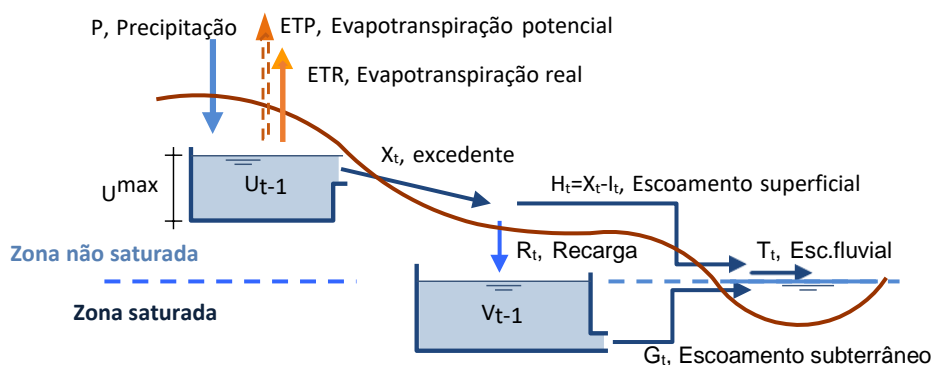 P, Precipitação
ETP, Evapotranspiração potencial
ETR, Evapotranspiração real
Xt, excedente
Umax
Ut-1
Ht=Xt-It, Escoamento superficial
Zona não saturada
Rt, Recarga
Tt, Esc.fluvial
Zona saturada
Vt-1
Gt, Escoamento subterrâneo